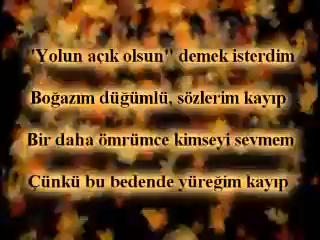 "Yolun açık olsun" demek isterdim
Boğazım düğümlü, sözlerim kayıp
Bir daha ömrümce kimseyi sevmem
Çünkü bu bedende yüreğim kayıp